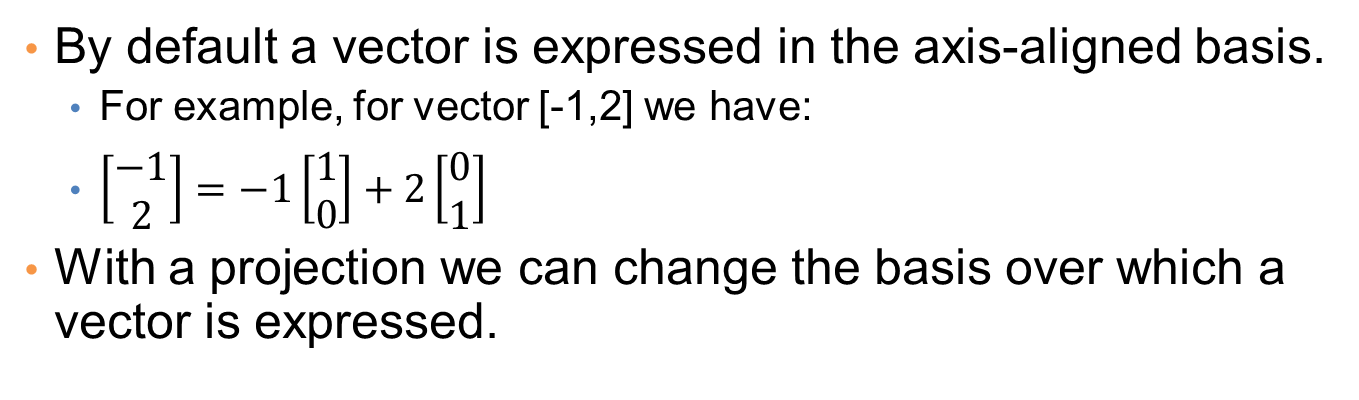 • By default a vector is expressed in the axis-aligned basis.
• For example, for vector [-1,2] we have:
• [−1 2] = −1 [1 0] + 2 [0 1]
• With a projection we can change the basis over which a
vector is expressed.